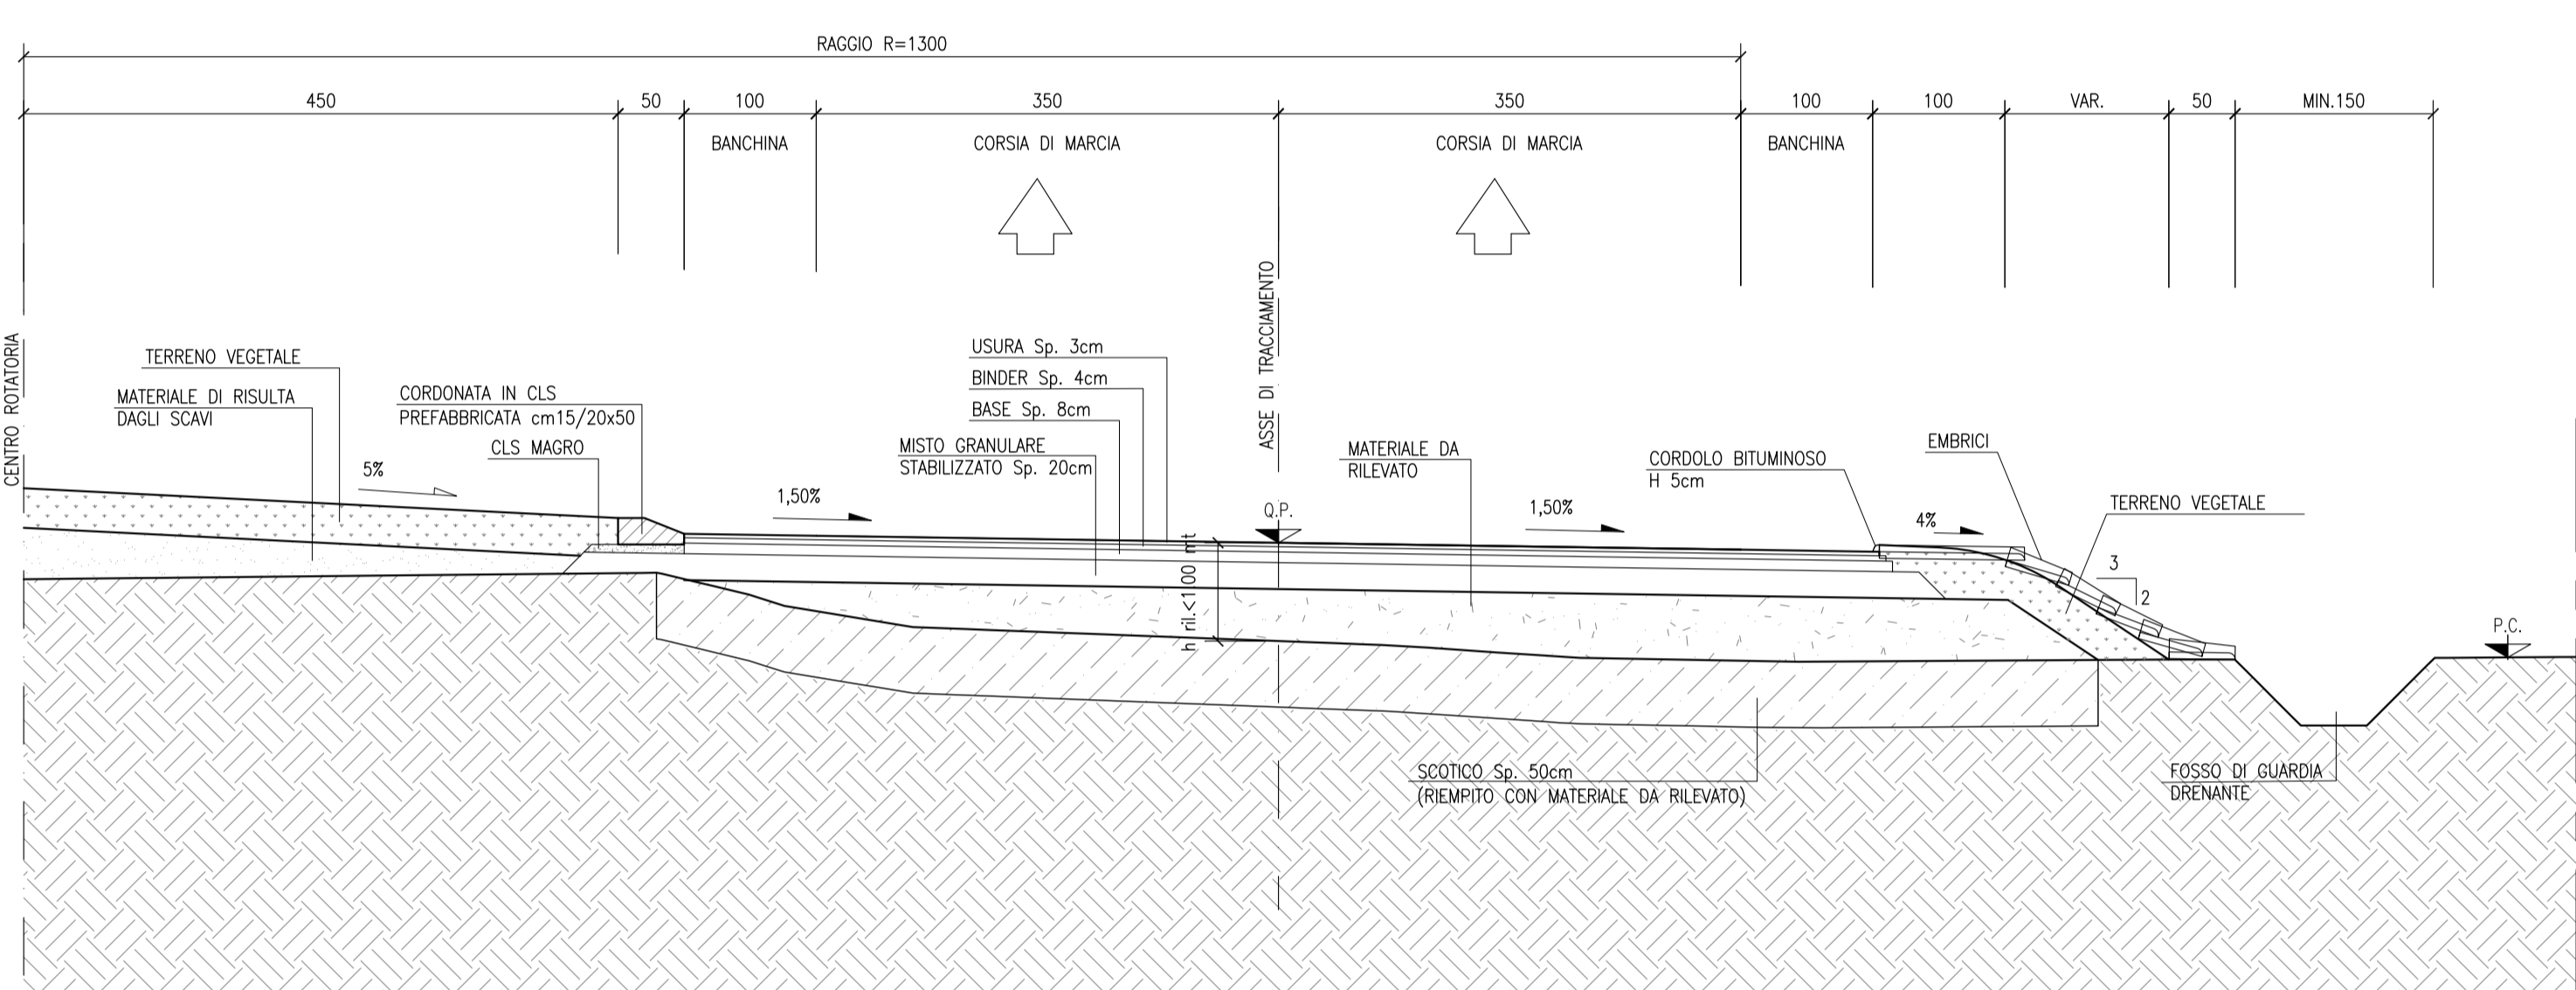 RAGGIO R=1300
450
50
100
350
350
100
100
VAR.
50
MIN.150
BANCHINA
CORSIA DI MARCIA
CORSIA DI MARCIA
BANCHINA
CENTRO ROTATORIA
ASSE DI TRACCIAMENTO
TERRENO VEGETALE
MATERIALE DI RISULTA
DAGLI SCAVI
5%
CORDONATA IN CLS
PREFABBRICATA cm15/20x50
CLS MAGRO
1,50%
USURA Sp. 3cm
BINDER Sp. 4cm
BASE Sp. 8cm
MISTO GRANULARE
STABILIZZATO Sp. 20cm
h ril.<100 mt
Q.P.
MATERIALE DA
RILEVATO
1,50%
CORDOLO BITUMINOSO
H 5cm
EMBRICI
4%
TERRENO VEGETALE
3
2
P.C.
SCOTICO Sp. 50cm
(RIEMPITO CON MATERIALE DA RILEVATO)
FOSSO DI GUARDIA
DRENANTE